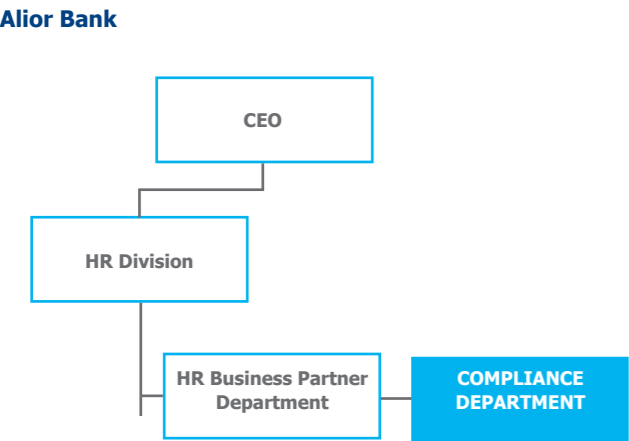 Alior Bank
CEO
HR Division
HR Business Partner
Department
COMPLIANCE
DEPARTMENT